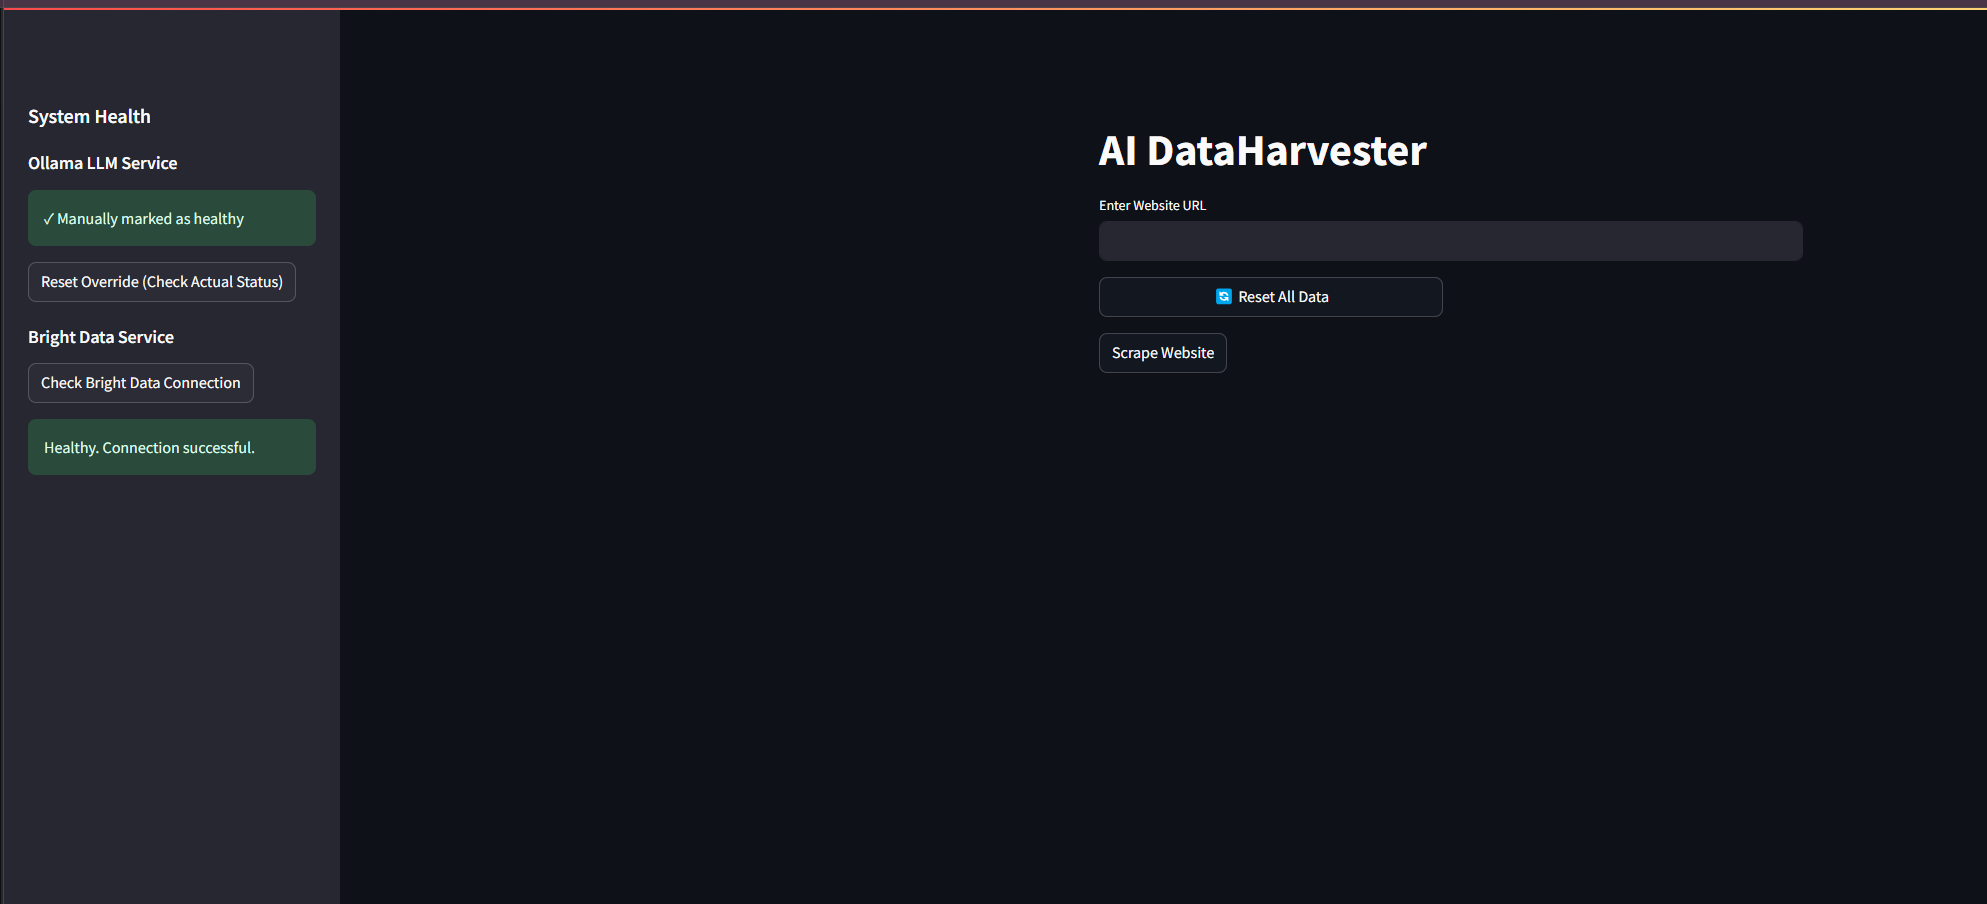 System Health
Ollama LLM Service
✓ Manually marked as healthy
Reset Override (Check Actual Status)
Bright Data Service
Check Bright Data Connection
Healthy. Connection successful.
AI DataHarvester
Enter Website URL
🔄 Reset All Data
Scrape Website